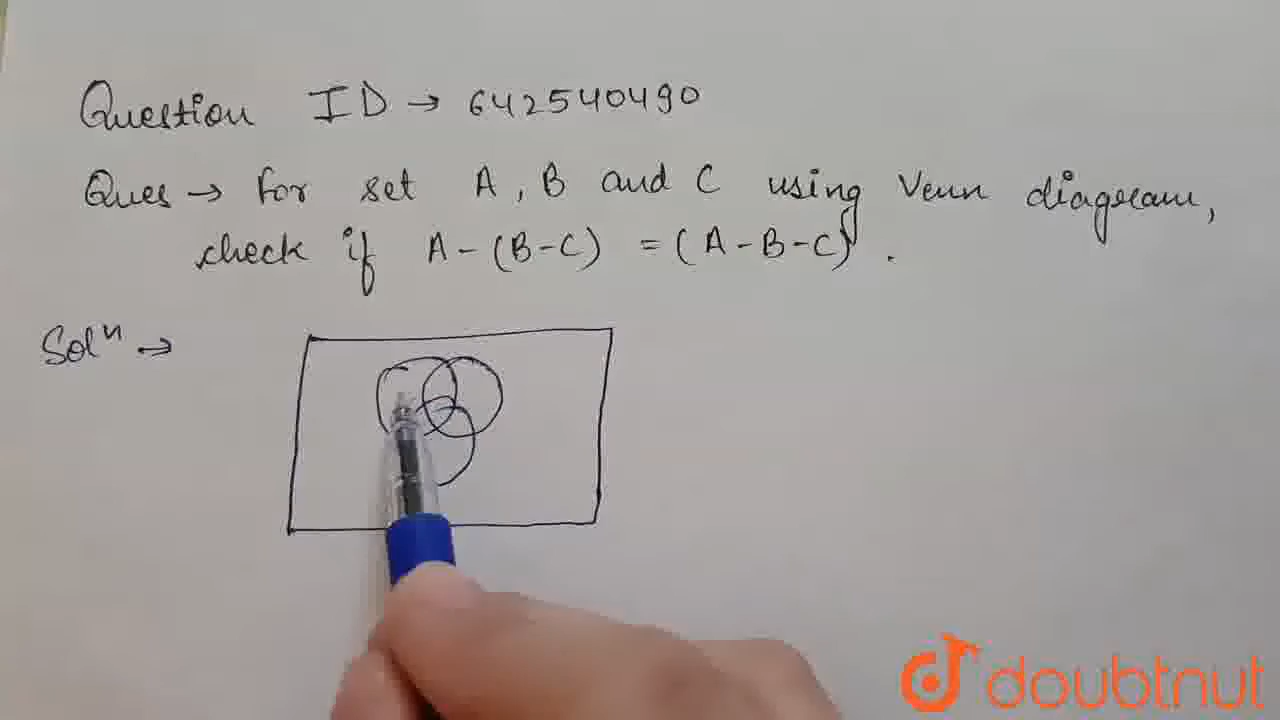 Question ID → 642540490
Ques → For set A, B and C using Venn diagram,
check if A-(B-C) = (A-B-C).
Solⁿ →
doubtnut